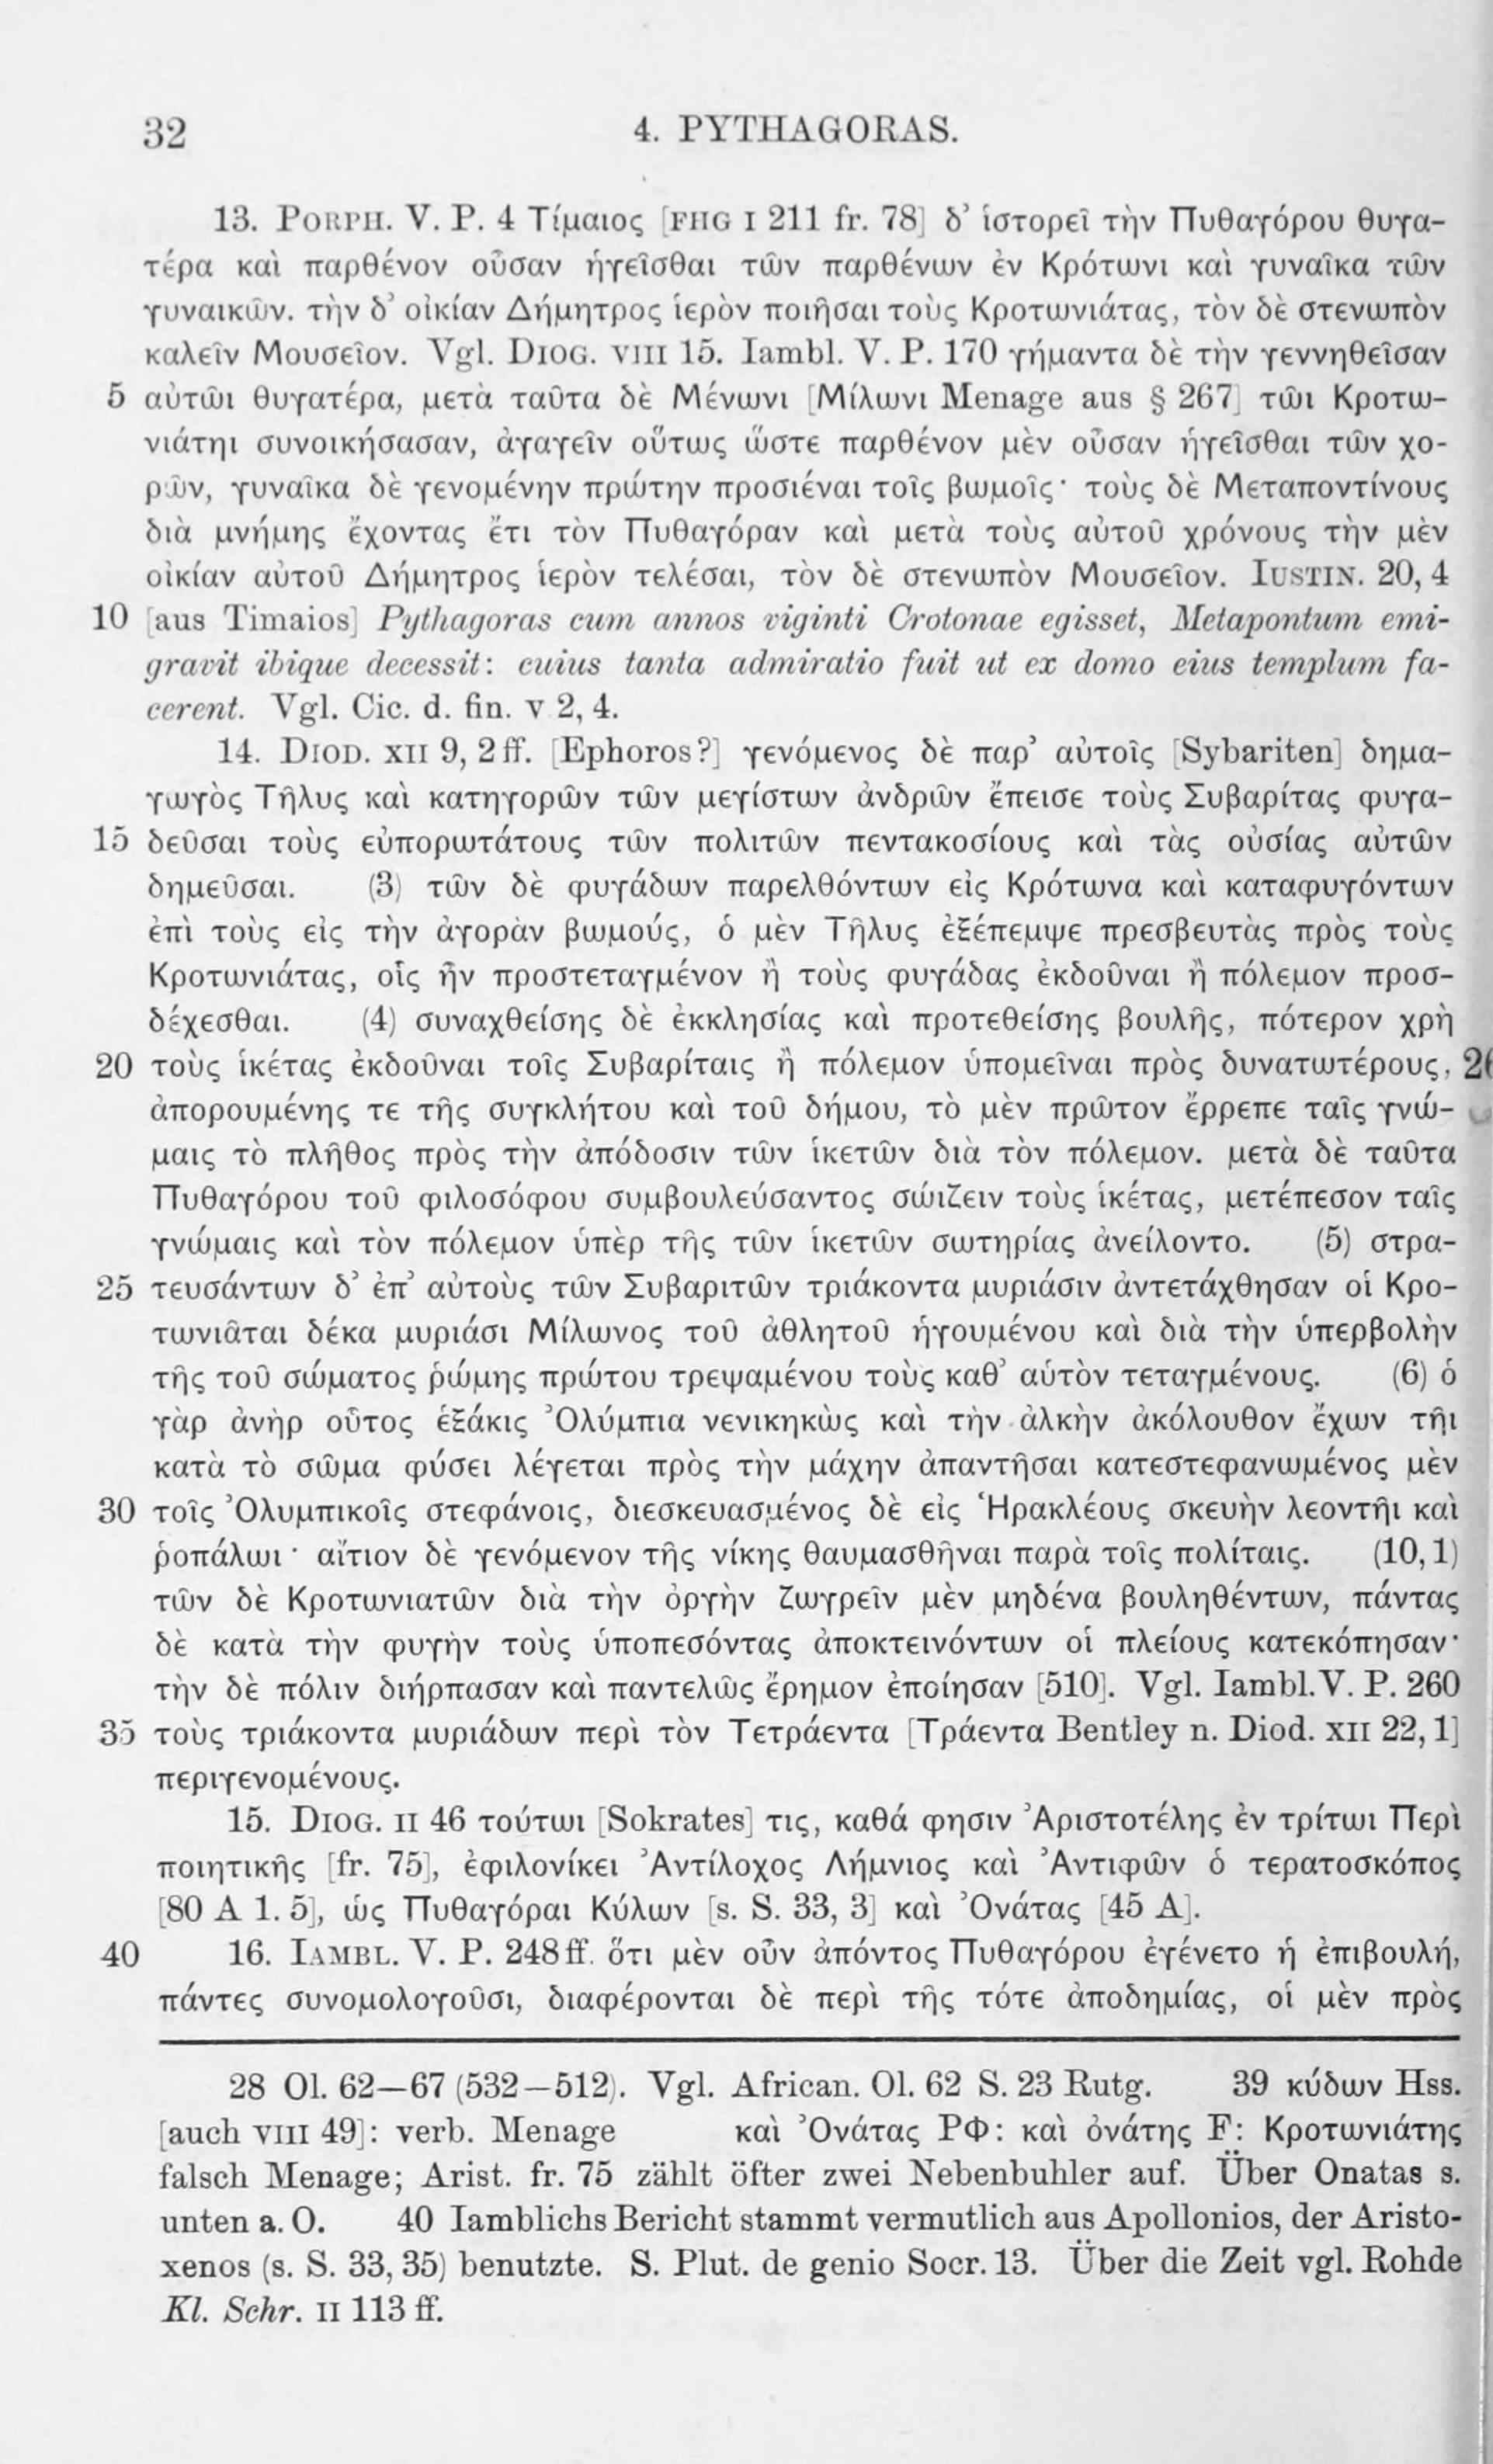 32 4. PYTHAGORAS.
13. PORPH. V. P. 4 Τίμαιος [FHG I 211 fr. 78] δ᾽ ἱστορεῖ τὴν Πυθαγόρου θυγα-
τέρα καὶ παρθένον οὖσαν ἡγεῖσθαι τῶν παρθένων ἐν Κρότωνι καὶ γυναῖκα τῶν
γυναικῶν. τὴν δ᾽ οἰκίαν Δήμητρος ἱερὸν ποιῆσαι τοὺς Κροτωνιάτας, τὸν δὲ στενωπὸν
καλεῖν Μουσεῖον. Vgl. DIOG. VIII 15. Iambl. V. P. 170 γήμαντα δὲ τὴν γεννηθεῖσαν
5 αὐτῶι θυγατέρα, μετὰ ταῦτα δὲ Μένωνι [Μίλωνι Menage aus § 267] τῶι Κροτω-
νιάτηι συνοικήσασαν, ἀγαγεῖν οὕτως ὥστε παρθένον μὲν οὖσαν ἡγεῖσθαι τῶν χο-
ρῶν, γυναῖκα δὲ γενομένην πρώτην προσιέναι τοῖς βωμοῖς· τοὺς δὲ Μεταποντίνους
διὰ μνήμης ἔχοντας ἔτι τὸν Πυθαγόραν καὶ μετὰ τοὺς αὐτοῦ χρόνους τὴν μὲν
οἰκίαν αὐτοῦ Δήμητρος ἱερὸν τελέσαι, τὸν δὲ στενωπὸν Μουσεῖον. IUSTIN. 20, 4
10 [aus Timaios] Pythagoras cum annos viginti Crotonae egisset, Metapontum emi-
gravit ibique decessit: cuius tanta admiratio fuit ut ex domo eius templum fa-
cerent. Vgl. Cic. d. fin. V 2, 4.
14. DIOD. XII 9, 2 ff. [Ephoros?] γενόμενος δὲ παρ᾽ αὐτοῖς [Sybariten] δημα-
γωγὸς Τῆλυς καὶ κατηγορῶν τῶν μεγίστων ἀνδρῶν ἔπεισε τοὺς Συβαρίτας φυγα-
15 δεῦσαι τοὺς εὐπορωτάτους τῶν πολιτῶν πεντακοσίους καὶ τὰς οὐσίας αὐτῶν
δημεῦσαι. (3) τῶν δὲ φυγάδων παρελθόντων εἰς Κρότωνα καὶ καταφυγόντων
ἐπὶ τοὺς εἰς τὴν ἀγορὰν βωμούς, ὁ μὲν Τῆλυς ἐξέπεμψε πρεσβευτὰς πρὸς τοὺς
Κροτωνιάτας, οἷς ἦν προστεταγμένον ἢ τοὺς φυγάδας ἐκδοῦναι ἢ πόλεμον προσ-
δέχεσθαι. (4) συναχθείσης δὲ ἐκκλησίας καὶ προτεθείσης βουλῆς, πότερον χρὴ
20 τοὺς ἱκέτας ἐκδοῦναι τοῖς Συβαρίταις ἢ πόλεμον ὑπομεῖναι πρὸς δυνατωτέρους,
ἀπορουμένης τε τῆς συγκλήτου καὶ τοῦ δήμου, τὸ μὲν πρῶτον ἔρρεπε ταῖς γνώ-
μαις τὸ πλῆθος πρὸς τὴν ἀπόδοσιν τῶν ἱκετῶν διὰ τὸν πόλεμον. μετὰ δὲ ταῦτα
Πυθαγόρου τοῦ φιλοσόφου συμβουλεύσαντος σώιζειν τοὺς ἱκέτας, μετέπεσον ταῖς
γνώμαις καὶ τὸν πόλεμον ὑπὲρ τῆς τῶν ἱκετῶν σωτηρίας ἀνείλοντο. (5) στρα-
25 τευσάντων δ᾽ ἐπ᾽ αὐτοὺς τῶν Συβαριτῶν τριάκοντα μυριάσιν ἀντετάχθησαν οἱ Κρο-
τωνιᾶται δέκα μυριάσι Μίλωνος τοῦ ἀθλητοῦ ἡγουμένου καὶ διὰ τὴν ὑπερβολὴν
τῆς τοῦ σώματος ῥώμης πρώτου τρεψαμένου τοὺς καθ᾽ αὑτὸν τεταγμένους. (6) ὁ
γὰρ ἀνὴρ οὗτος ἑξάκις Ὀλύμπια νενικηκὼς καὶ τὴν ἀλκὴν ἀκόλουθον ἔχων τῆι
κατὰ τὸ σῶμα φύσει λέγεται πρὸς τὴν μάχην ἀπαντῆσαι κατεστεφανωμένος μὲν
30 τοῖς Ὀλυμπικοῖς στεφάνοις, διεσκευασμένος δὲ εἰς Ἡρακλέους σκευὴν λεοντῆι καὶ
ῥοπάλωι· αἴτιον δὲ γενόμενον τῆς νίκης θαυμασθῆναι παρὰ τοῖς πολίταις. (10, 1)
τῶν δὲ Κροτωνιατῶν διὰ τὴν ὀργὴν ζωγρεῖν μὲν μηδένα βουληθέντων, πάντας
δὲ κατὰ τὴν φυγὴν τοὺς ὑποπεσόντας ἀποκτεινόντων οἱ πλείους κατεκόπησαν·
τὴν δὲ πόλιν διήρπασαν καὶ παντελῶς ἔρημον ἐποίησαν [510]. Vgl. Iambl. V. P. 260
35 τοὺς τριάκοντα μυριάδων περὶ τὸν Τετράεντα [Τράεντα Bentley n. Diod. XII 22, 1]
περιγενομένους.
15. DIOG. II 46 τούτωι [Sokrates] τις, καθά φησιν Ἀριστοτέλης ἐν τρίτωι Περὶ
ποιητικῆς [fr. 75], ἐφιλονίκει Ἀντίλοχος Λήμνιος καὶ Ἀντιφῶν ὁ τερατοσκόπος
[80 A 1. 5], ὡς Πυθαγόραι Κύλων [s. S. 33, 3] καὶ Ὀνάτας [45 A].
40 16. IAMBL. V. P. 248 ff. ὅτι μὲν οὖν ἀπόντος Πυθαγόρου ἐγένετο ἡ ἐπιβουλή,
πάντες συνομολογοῦσι, διαφέρονται δὲ περὶ τῆς τότε ἀποδημίας, οἱ μὲν πρὸς
28 Ol. 62—67 (532—512). Vgl. African. Ol. 62 S. 23 Rutg. 39 κύδων Hss.
[auch VIII 49]: verb. Menage καὶ Ὀνάτας PΦ: καὶ ὀνάτης F: Κροτωνιάτης
falsch Menage; Arist. fr. 75 zählt öfter zwei Nebenbuhler auf. Über Onatas s.
unten a. O. 40 Iamblichs Bericht stammt vermutlich aus Apollonios, der Aristo-
xenos (s. S. 33, 35) benutzte. S. Plut. de genio Socr. 13. Über die Zeit vgl. Rohde
Kl. Schr. II 113 ff.